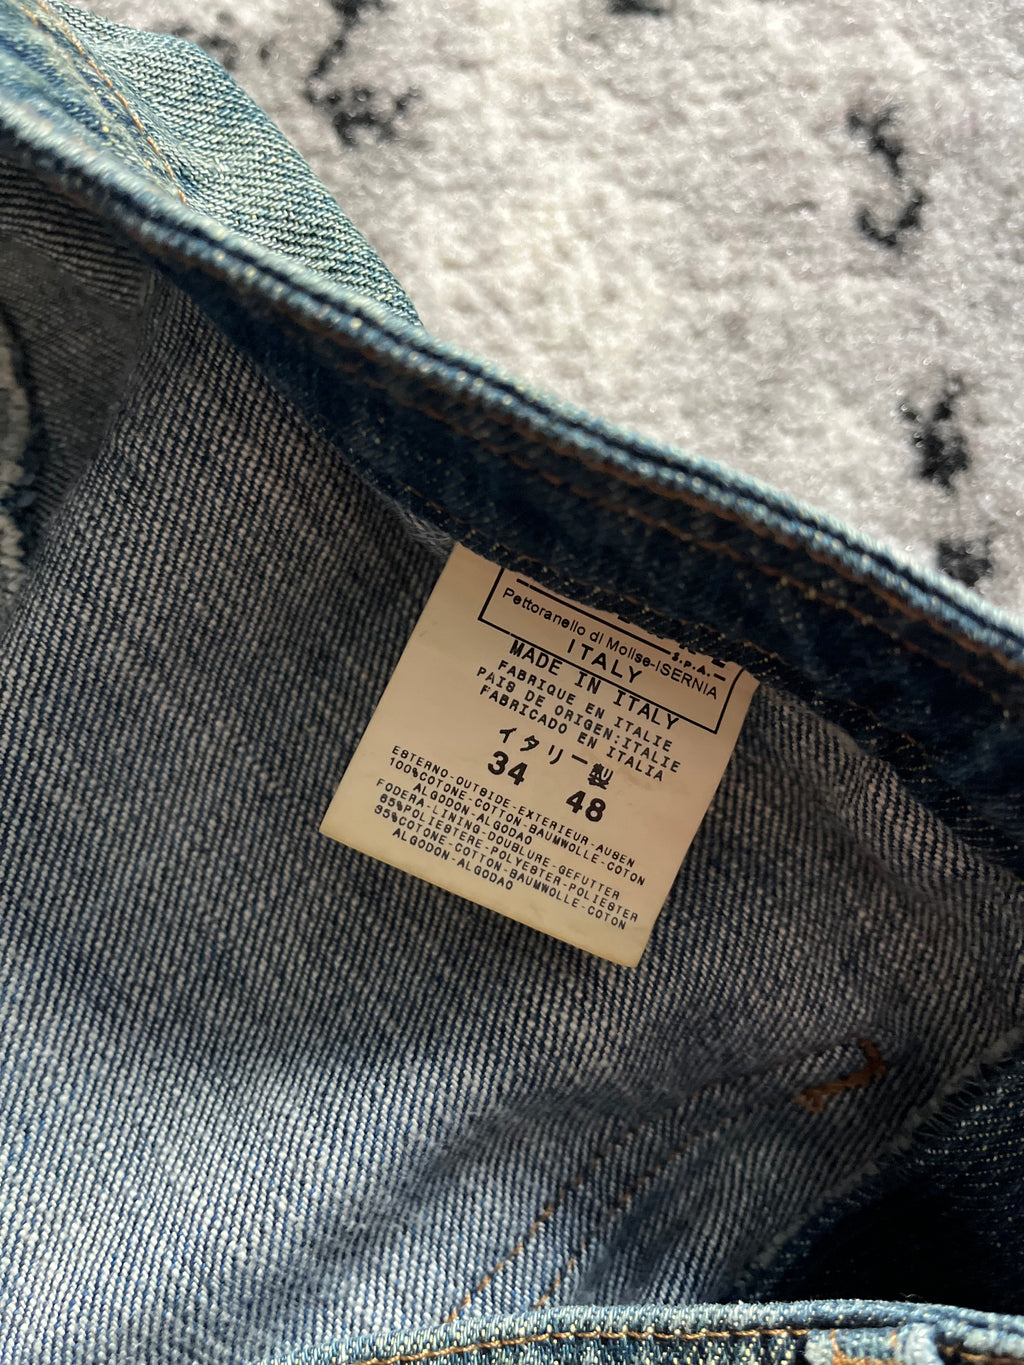 S.P.A.
Pettoranello di Molise-ISERNIA
ITALY
MADE IN ITALY
FABRIQUE EN ITALIE
PAIS DE ORIGEN:ITALIE
FABRICADO EN ITALIA
イタリー製
34 48
ESTERNO-OUTSIDE-EXTERIEUR-AUSEN
100%COTONE-COTTON-BAUMWOLLE-COTON
ALGODON-ALGODAO
FODERA-LINING-DOUBLURE-GEFUTTER
65%POLIESTERE-POLYESTER-POLIESTER
35%COTONE-COTTON-BAUMWOLLE-COTON
ALGODON-ALGODAO